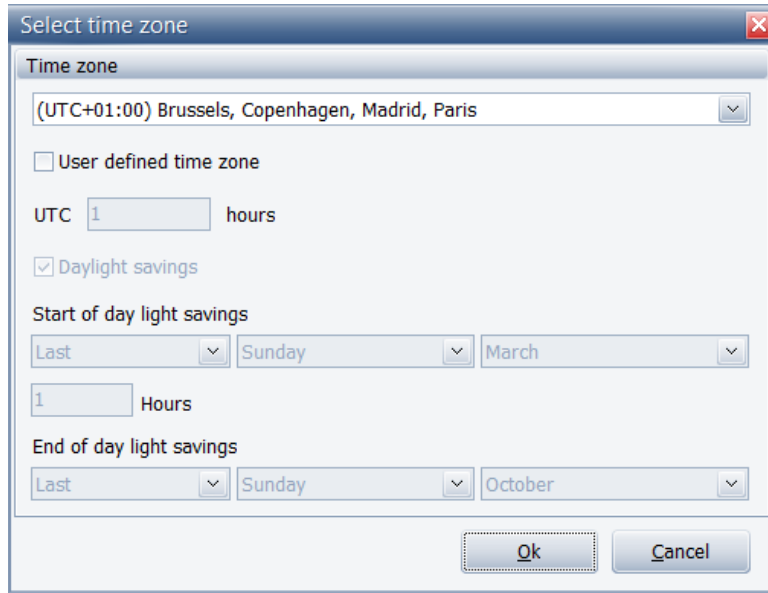 Select time zone
Time zone
(UTC+01:00) Brussels, Copenhagen, Madrid, Paris
User defined time zone
UTC 1 hours
Daylight savings
Start of day light savings
Last Sunday March
1 Hours
End of day light savings
Last Sunday October
Ok Cancel